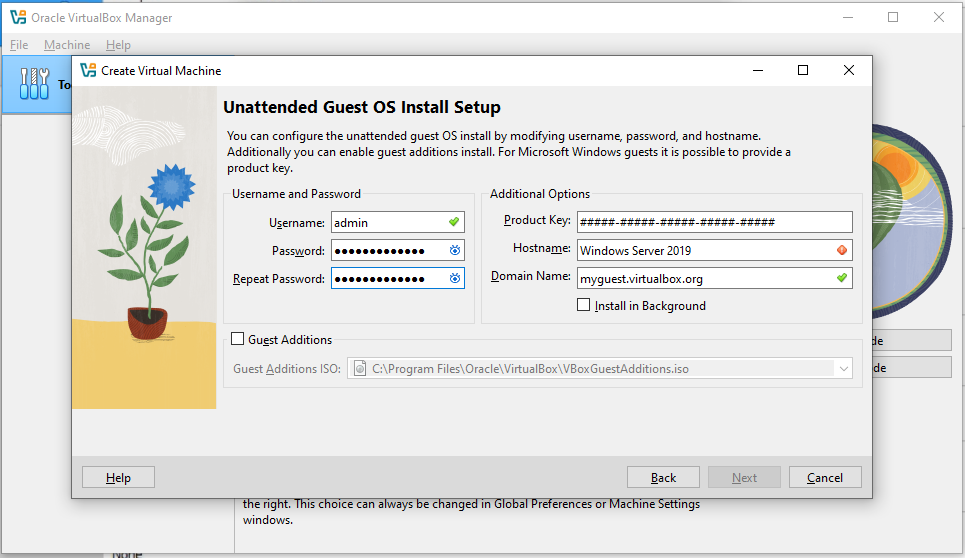 Oracle VirtualBox Manager
File Machine Help
To
Create Virtual Machine
Unattended Guest OS Install Setup
You can configure the unattended guest OS install by modifying username, password, and hostname.
Additionally you can enable guest additions install. For Microsoft Windows guests it is possible to provide a
product key.
Username and Password
Username: admin
Password: •••••••••••••
Repeat Password: •••••••••••••
Additional Options
Product Key: #####-#####-#####-#####-#####
Hostname: Windows Server 2019
Domain Name: myguest.virtualbox.org
Install in Background
Guest Additions
Guest Additions ISO: C:\Program Files\Oracle\VirtualBox\VBoxGuestAdditions.iso
de
de
Help Back Next Cancel
the right. This choice can always be changed in Global Preferences or Machine Settings
windows.
None